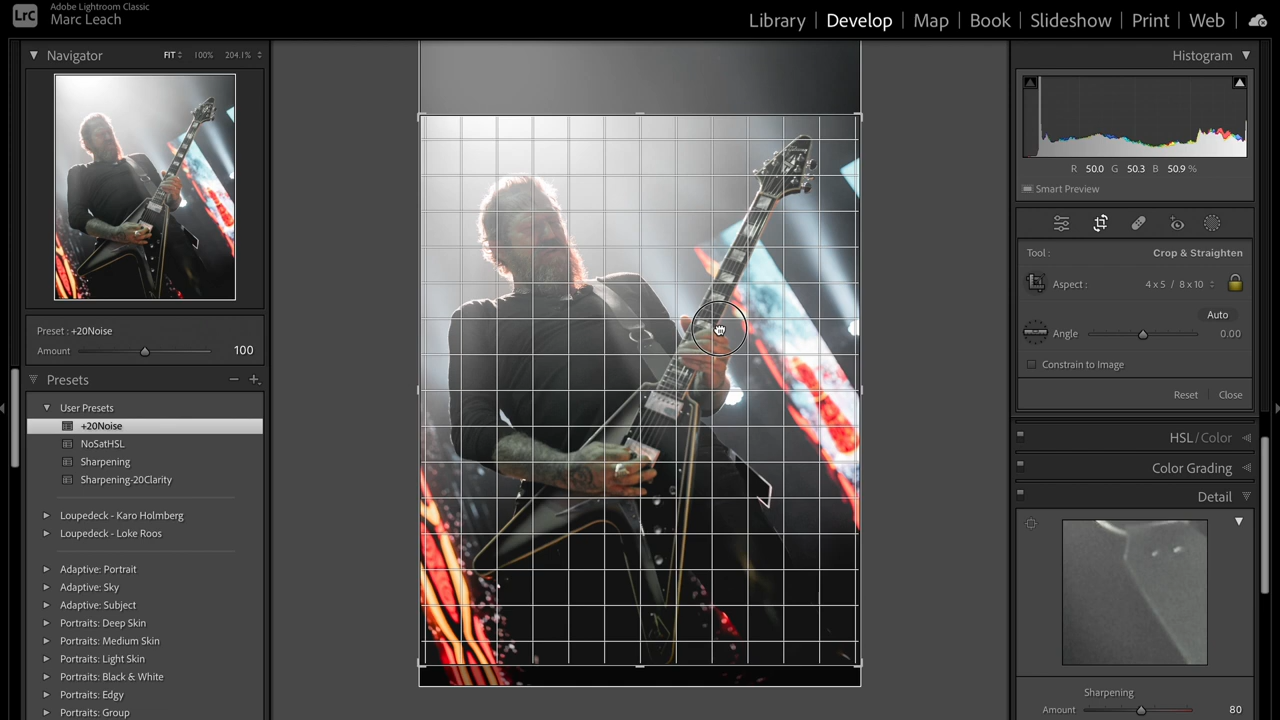 LrC
Adobe Lightroom Classic
Marc Leach
Library | Develop | Map | Book | Slideshow | Print | Web
Navigator FIT 100% 204.1%
Preset : +20Noise
Amount 100
Presets
User Presets
+20Noise
NoSatHSL
Sharpening
Sharpening-20Clarity
Loupedeck - Karo Holmberg
Loupedeck - Loke Roos
Adaptive: Portrait
Adaptive: Sky
Adaptive: Subject
Portraits: Deep Skin
Portraits: Medium Skin
Portraits: Light Skin
Portraits: Black & White
Portraits: Edgy
Portraits: Group
Histogram
R 50.0 G 50.3 B 50.9 %
Smart Preview
Tool : Crop & Straighten
Aspect : 4 x 5 / 8 x 10
Auto
Angle 0.00
Constrain to Image
Reset Close
HSL / Color
Color Grading
Detail
Sharpening
Amount 80